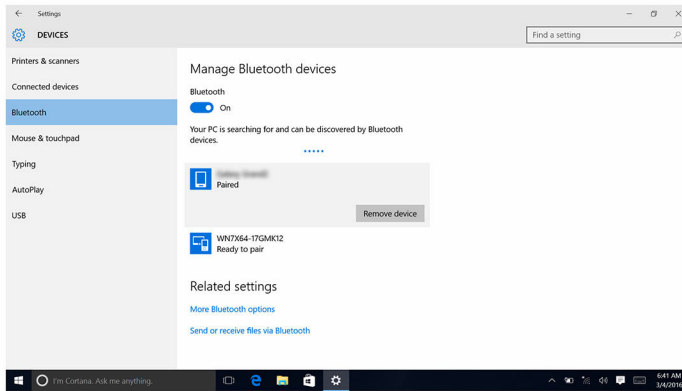 Settings
DEVICES
Find a setting
Printers & scanners
Connected devices
Bluetooth
Mouse & touchpad
Typing
AutoPlay
USB
Manage Bluetooth devices
Bluetooth
On
Your PC is searching for and can be discovered by Bluetooth
devices.
Paired
Remove device
WN7X64-17GMK12
Ready to pair
Related settings
More Bluetooth options
Send or receive files via Bluetooth
I'm Cortana. Ask me anything.
6:41 AM
3/4/2016